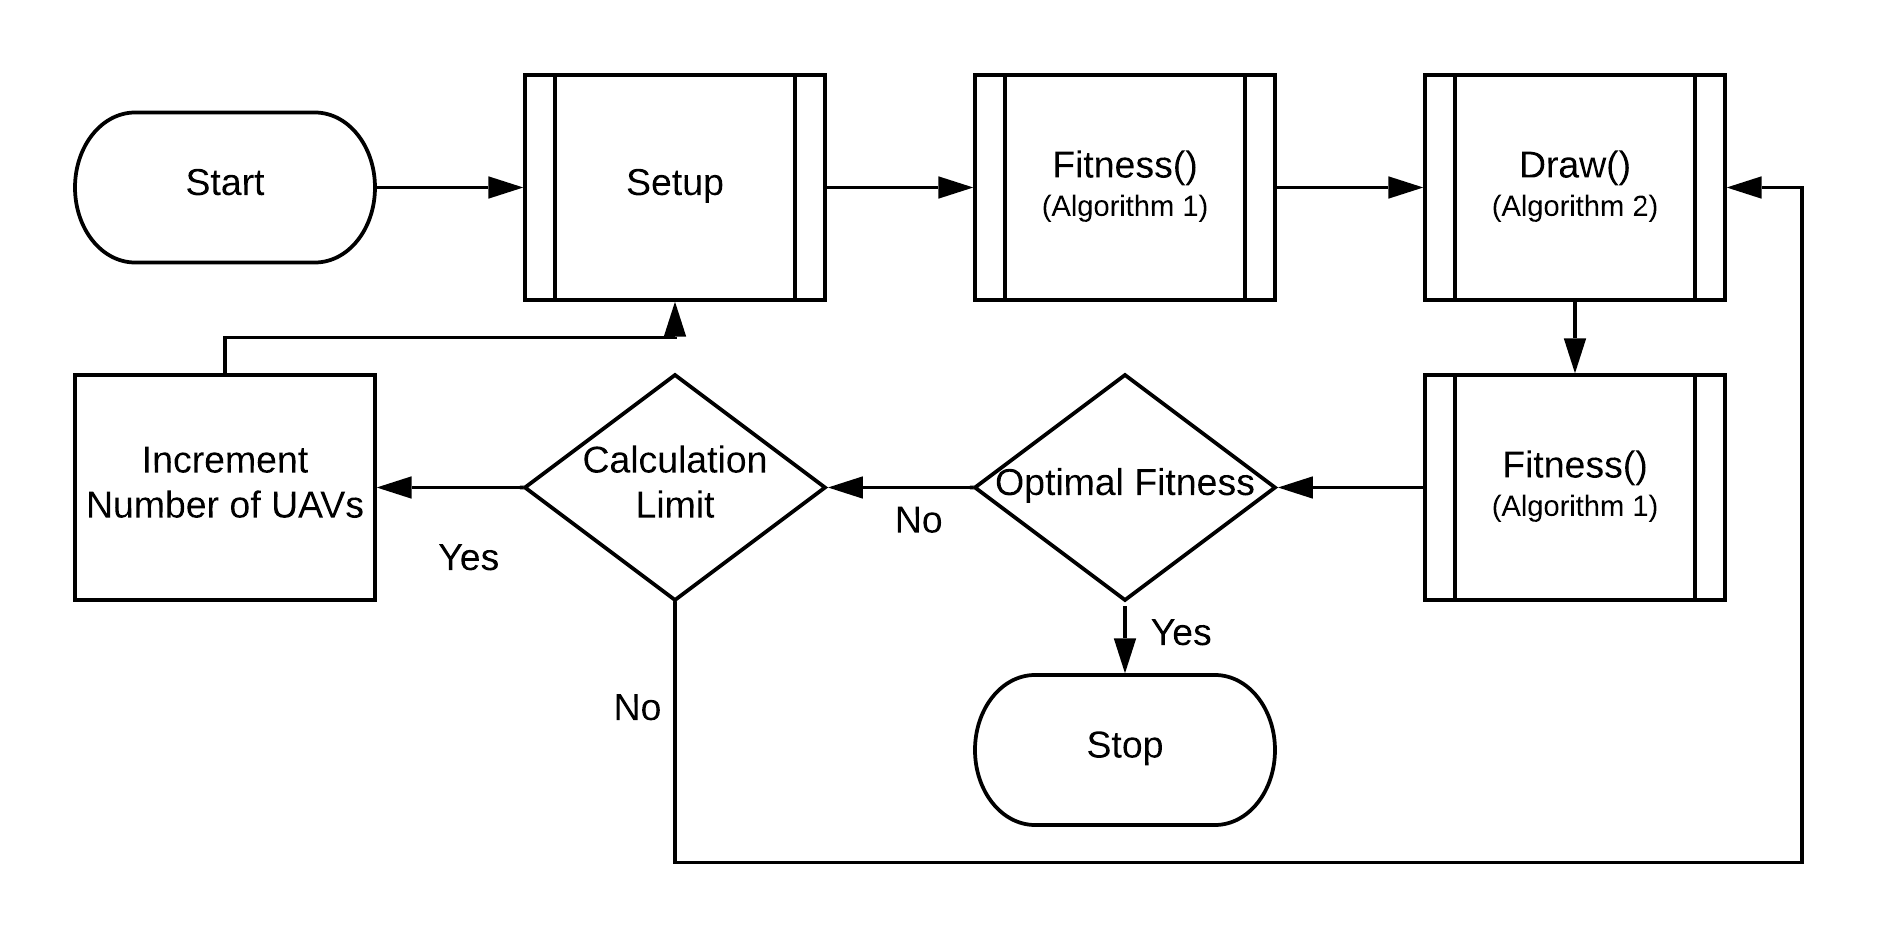 Start
Setup
Fitness()
(Algorithm 1)
Draw()
(Algorithm 2)
Increment
Number of UAVs
Yes
Calculation
Limit
No
Optimal Fitness
Fitness()
(Algorithm 1)
Yes
No
Stop